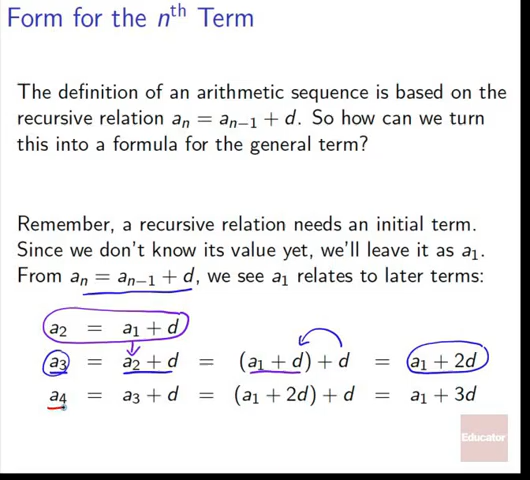 Form for the nᵗʰ Term
The definition of an arithmetic sequence is based on the
recursive relation aₙ = aₙ₋₁ + d. So how can we turn
this into a formula for the general term?
Remember, a recursive relation needs an initial term.
Since we don't know its value yet, we'll leave it as a₁.
From aₙ = aₙ₋₁ + d, we see a₁ relates to later terms:
a₂ = a₁ + d
a₃ = a₂ + d = (a₁ + d) + d = a₁ + 2d
a₄ = a₃ + d = (a₁ + 2d) + d = a₁ + 3d
Educator